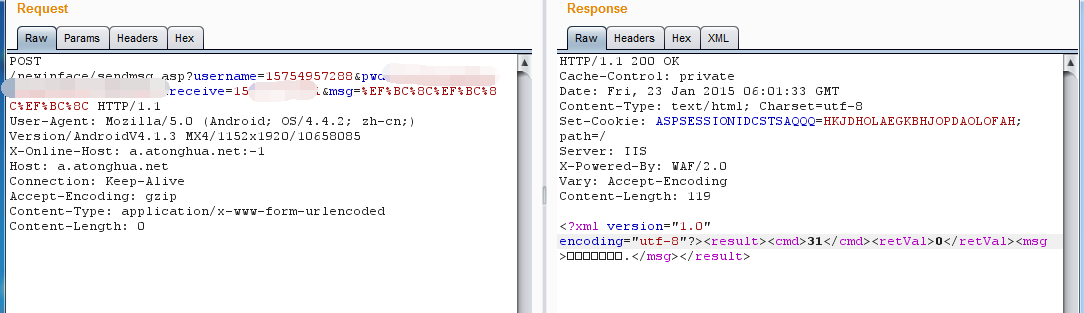 Request
Raw Params Headers Hex
POST
/newinface/sendmsg.asp?username=15754957288&pwd
receive=15 1&msg=%EF%BC%8C%EF%BC%8
C%EF%BC%8C HTTP/1.1
User-Agent: Mozilla/5.0 (Android; OS/4.4.2; zh-cn;)
Version/AndroidV4.1.3 MX4/1152x1920/10658085
X-Online-Host: a.atonghua.net:-1
Host: a.atonghua.net
Connection: Keep-Alive
Accept-Encoding: gzip
Content-Type: application/x-www-form-urlencoded
Content-Length: 0
Response
Raw Headers Hex XML
HTTP/1.1 200 OK
Cache-Control: private
Date: Fri, 23 Jan 2015 06:01:33 GMT
Content-Type: text/html; Charset=utf-8
Set-Cookie: ASPSESSIONIDCSTSAQQQ=HKJDHOLAEGKBHJOPDAOLOFAH;
path=/
Server: IIS
X-Powered-By: WAF/2.0
Vary: Accept-Encoding
Content-Length: 119
<?xml version="1.0"
encoding="utf-8"?><result><cmd>31</cmd><retVal>0</retVal><msg
>□□□□□□□.</msg></result>